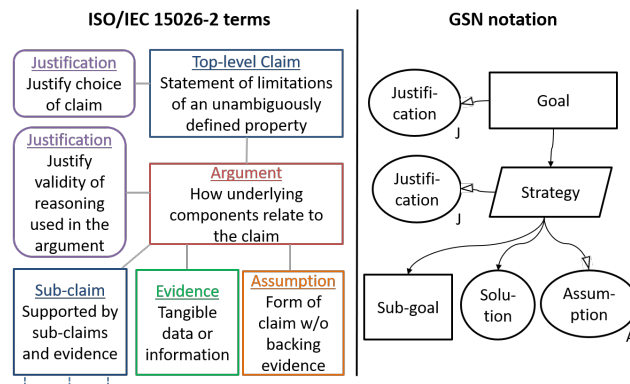 ISO/IEC 15026-2 terms
Justification
Justify choice
of claim
Top-level Claim
Statement of limitations
of an unambiguously
defined property
Justification
Justify
validity of
reasoning
used in the
argument
Argument
How underlying
components relate to
the claim
Sub-claim
Supported by
sub-claims
and evidence
Evidence
Tangible
data or
information
Assumption
Form of
claim w/o
backing
evidence
GSN notation
Justifi-
cation
J
Goal
Justifi-
cation
J
Strategy
Sub-goal
Solu-
tion
Assum-
ption
A